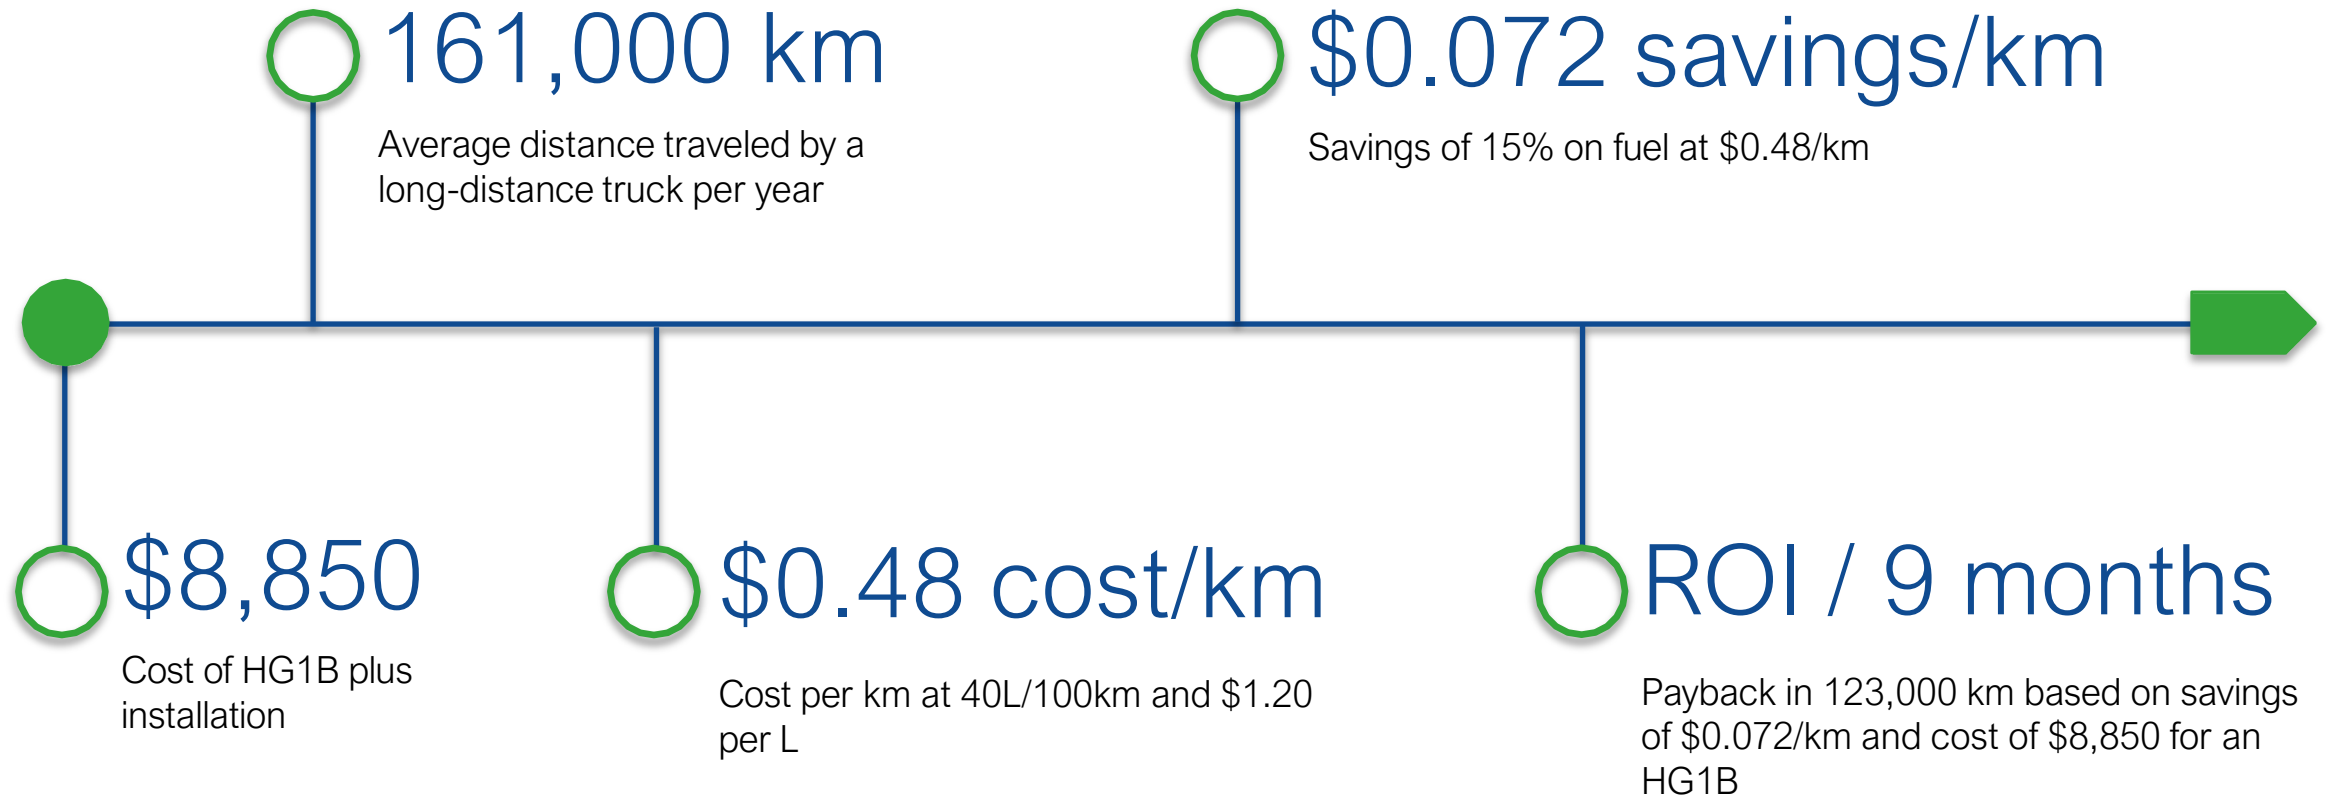 161,000 km
Average distance traveled by a
long-distance truck per year
$0.072 savings/km
Savings of 15% on fuel at $0.48/km
$8,850
Cost of HG1B plus
installation
$0.48 cost/km
Cost per km at 40L/100km and $1.20
per L
ROI / 9 months
Payback in 123,000 km based on savings
of $0.072/km and cost of $8,850 for an
HG1B